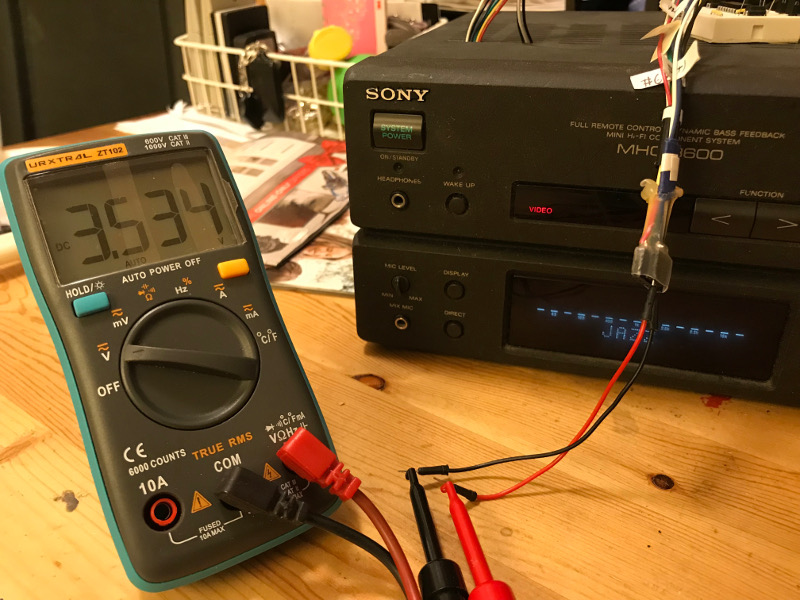 URXTRAL ZT102
600V CAT III
1000V CAT II
DC
3.534
V
AUTO
AUTO POWER OFF
HOLD/
mV
Hz
%
A
mA
V
°C/F
OFF
CE
6000 COUNTS
TRUE RMS
10A
COM
FUSED
10A MAX
SONY
SYSTEM
POWER
ON/STANDBY
HEADPHONES
WAKE UP
FULL REMOTE CONTROL DYNAMIC BASS FEEDBACK
MINI Hi-Fi COMPONENT SYSTEM
VIDEO
FUNCTION
< >
MIC LEVEL
MIN MAX
MIX MIC
DISPLAY
DIRECT